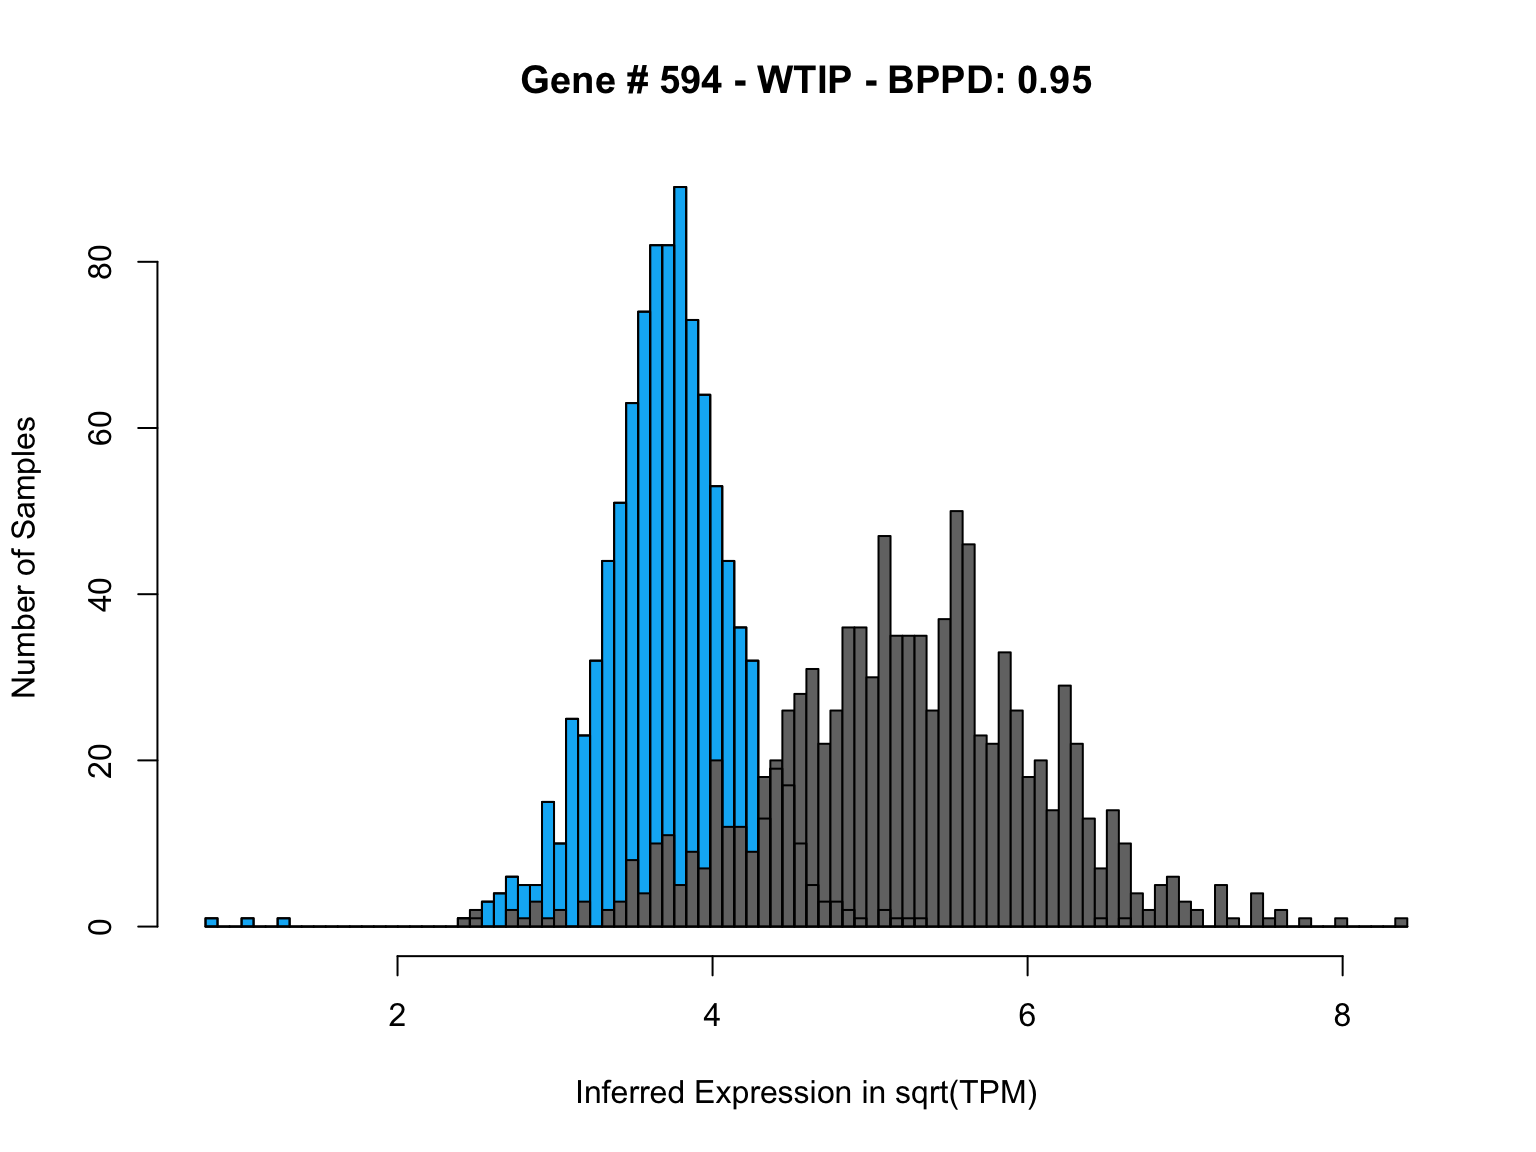 Gene # 594 - WTIP - BPPD: 0.95
Number of Samples
80
60
40
20
0
2 4 6 8
Inferred Expression in sqrt(TPM)